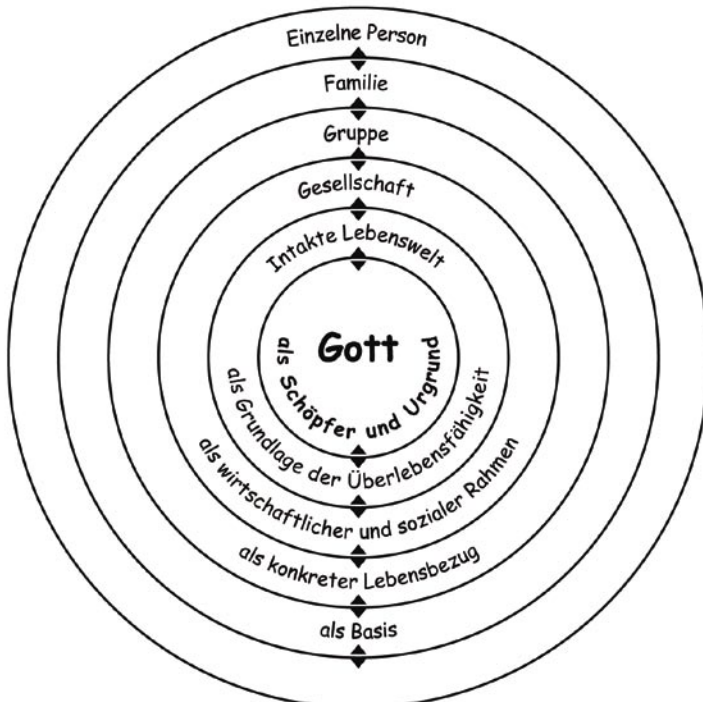 Einzelne Person
Familie
Gruppe
Gesellschaft
Intakte Lebenswelt
Gott
als Schöpfer und Urgrund
als Grundlage der Überlebensfähigkeit
als wirtschaftlicher und sozialer Rahmen
als konkreter Lebensbezug
als Basis